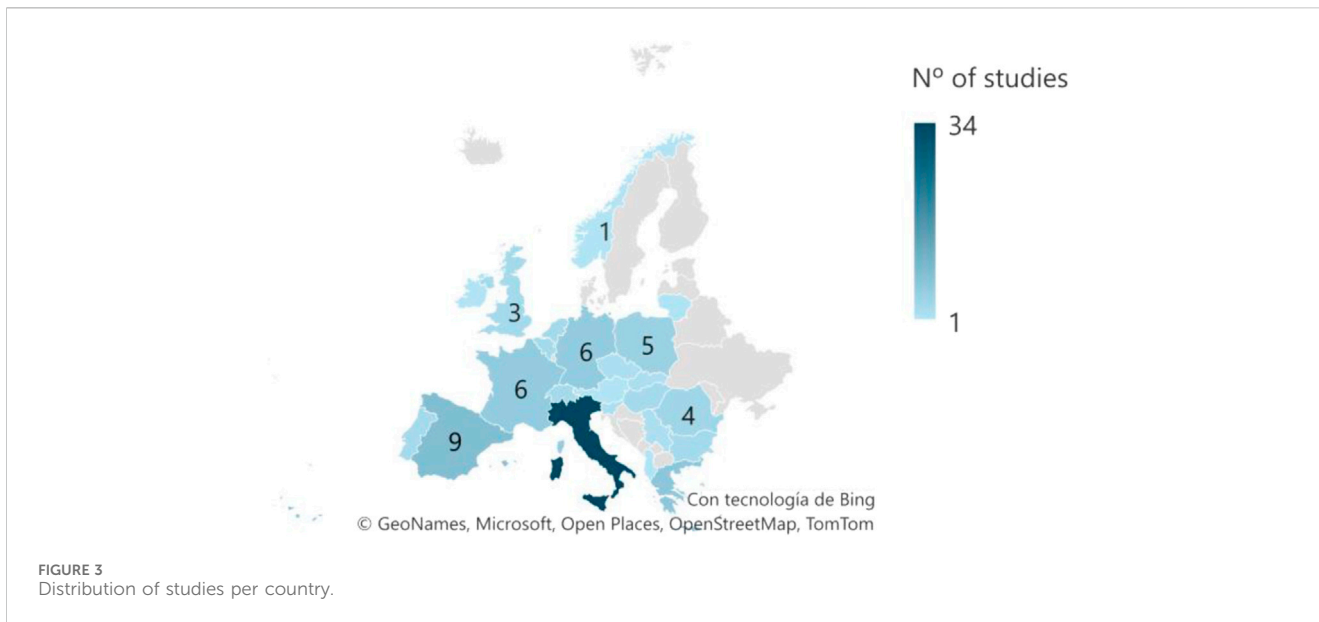 Nº of studies
34
1
1
3
6
5
6
4
9
Con tecnología de Bing
© GeoNames, Microsoft, Open Places, OpenStreetMap, TomTom
FIGURE 3
Distribution of studies per country.